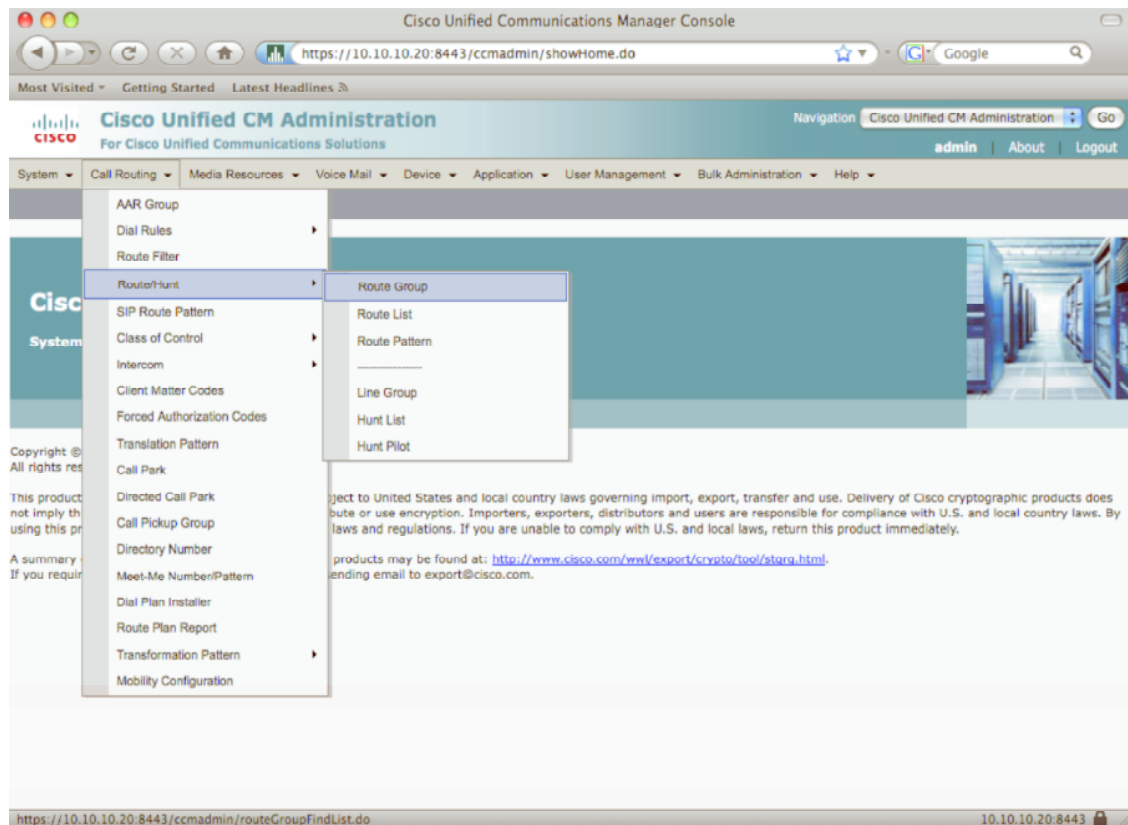 Cisco Unified Communications Manager Console
https://10.10.10.20:8443/ccmadmin/showHome.do
Google
Most Visited Getting Started Latest Headlines
CISCO
Cisco Unified CM Administration
For Cisco Unified Communications Solutions
Navigation Cisco Unified CM Administration Go
admin | About | Logout
System Call Routing Media Resources Voice Mail Device Application User Management Bulk Administration Help
AAR Group
Dial Rules
Route Filter
Route/Hunt
SIP Route Pattern
Class of Control
Intercom
Client Matter Codes
Forced Authorization Codes
Translation Pattern
Call Park
Directed Call Park
Call Pickup Group
Directory Number
Meet-Me Number/Pattern
Dial Plan Installer
Route Plan Report
Transformation Pattern
Mobility Configuration
Route Group
Route List
Route Pattern
----------------
Line Group
Hunt List
Hunt Pilot
Cisc
System
Copyright ©
All rights res
This product ject to United States and local country laws governing import, export, transfer and use. Delivery of Cisco cryptographic products does
not imply th bute or use encryption. Importers, exporters, distributors and users are responsible for compliance with U.S. and local country laws. By
using this pr laws and regulations. If you are unable to comply with U.S. and local laws, return this product immediately.
A summary products may be found at: http://www.cisco.com/wwl/export/crypto/tool/stqrg.html.
If you requir ending email to export@cisco.com.
https://10.10.10.20:8443/ccmadmin/routeGroupFindList.do
10.10.10.20:8443